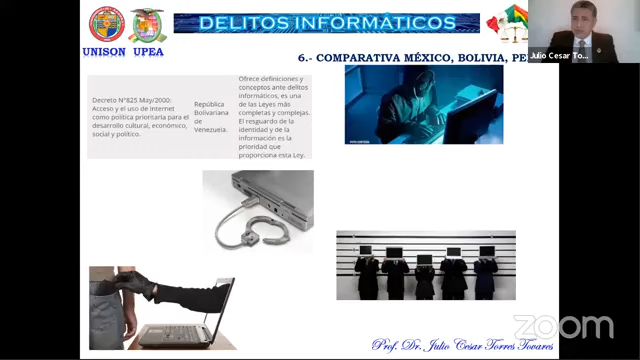 DELITOS INFORMÁTICOS
UNISON UPEA
Julio Cesar To...
6.- COMPARATIVA MÉXICO, BOLIVIA, PE
Decreto N°825 May/2000:
Acceso y el uso de Internet
como política prioritaria para el
desarrollo cultural, económico,
social y político.
República
Bolivariana
de
Venezuela.
Ofrece definiciones y
conceptos ante delitos
informáticos, es una
de las Leyes más
completas y complejas.
El resguardo de la
identidad y de la
información es la
prioridad que
proporciona esta Ley.
Prof. Dr. Julio Cesar Torres Tovares
zoom